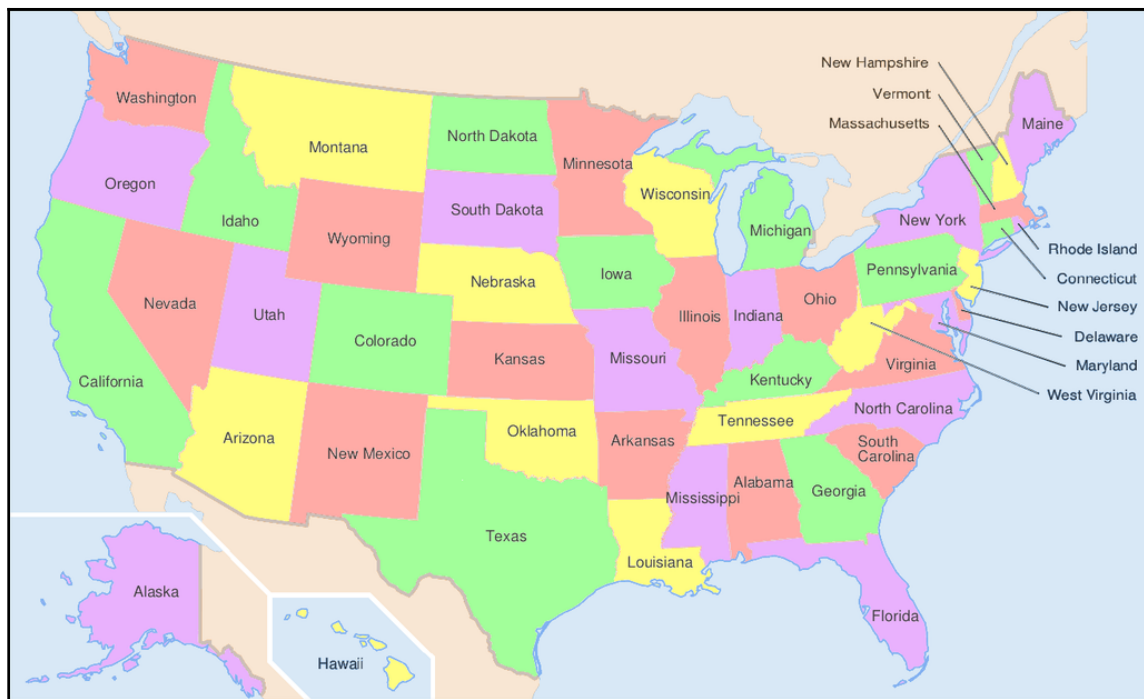 New Hampshire
Vermont
Massachusetts
Washington
Montana
North Dakota
Minnesota
Maine
Oregon
Idaho
Wyoming
South Dakota
Wisconsin
Michigan
New York
Rhode Island
Connecticut
New Jersey
Delaware
Maryland
West Virginia
Nevada
Utah
Colorado
Nebraska
Iowa
Illinois
Indiana
Ohio
Pennsylvania
California
Kansas
Missouri
Kentucky
Virginia
Arizona
New Mexico
Oklahoma
Arkansas
Tennessee
North Carolina
South
Carolina
Texas
Louisiana
Mississippi
Alabama
Georgia
Florida
Alaska
Hawaii